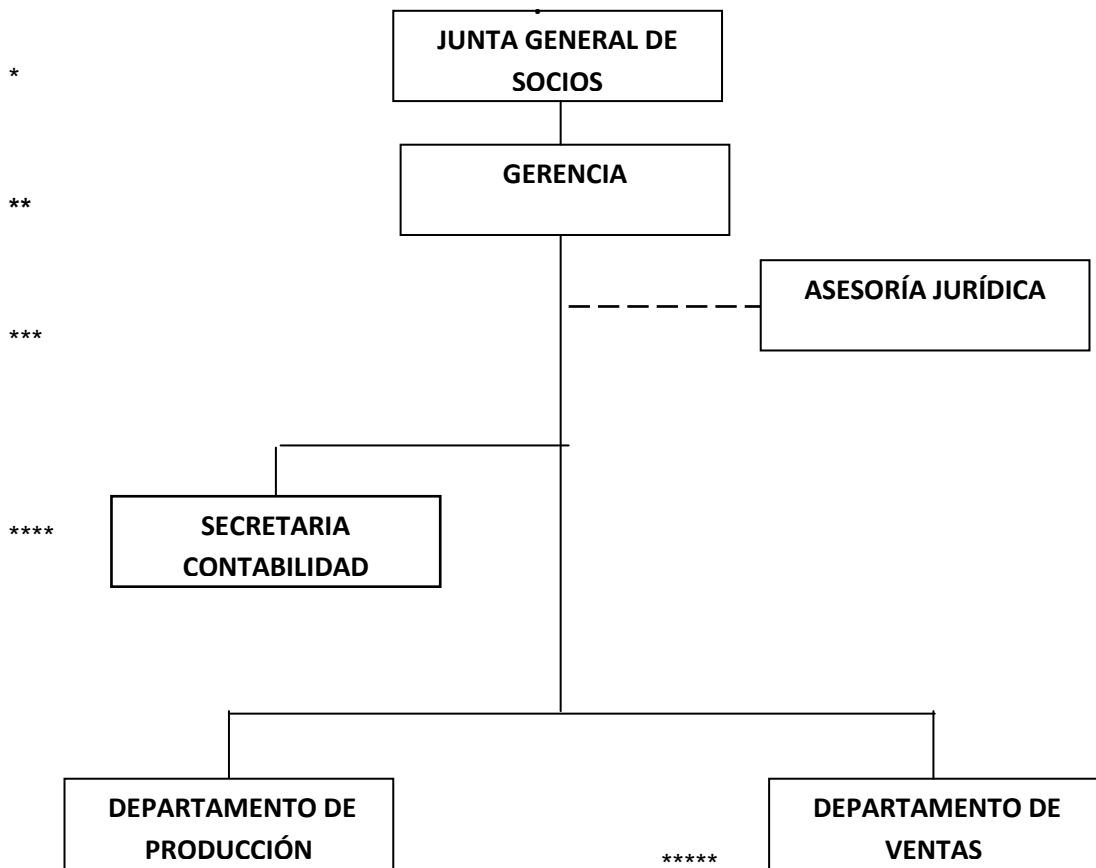 JUNTA GENERAL DE
SOCIOS
*
GERENCIA
**
ASESORÍA JURÍDICA
***
SECRETARIA
CONTABILIDAD
****
DEPARTAMENTO DE
PRODUCCIÓN
DEPARTAMENTO DE
VENTAS
*****